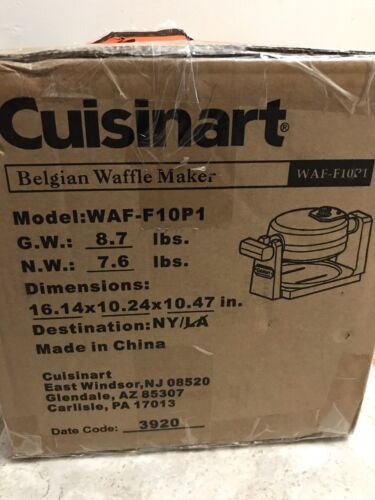 Cuisinart®
Belgian Waffle Maker WAF-F10P1
Model:WAF-F10P1
G.W.: 8.7 lbs.
N.W.: 7.6 lbs.
Dimensions:
16.14x10.24x10.47 in.
Destination:NY/LA
Made in China
Cuisinart
East Windsor,NJ 08520
Glendale, AZ 85307
Carlisle, PA 17013
Date Code: 3920